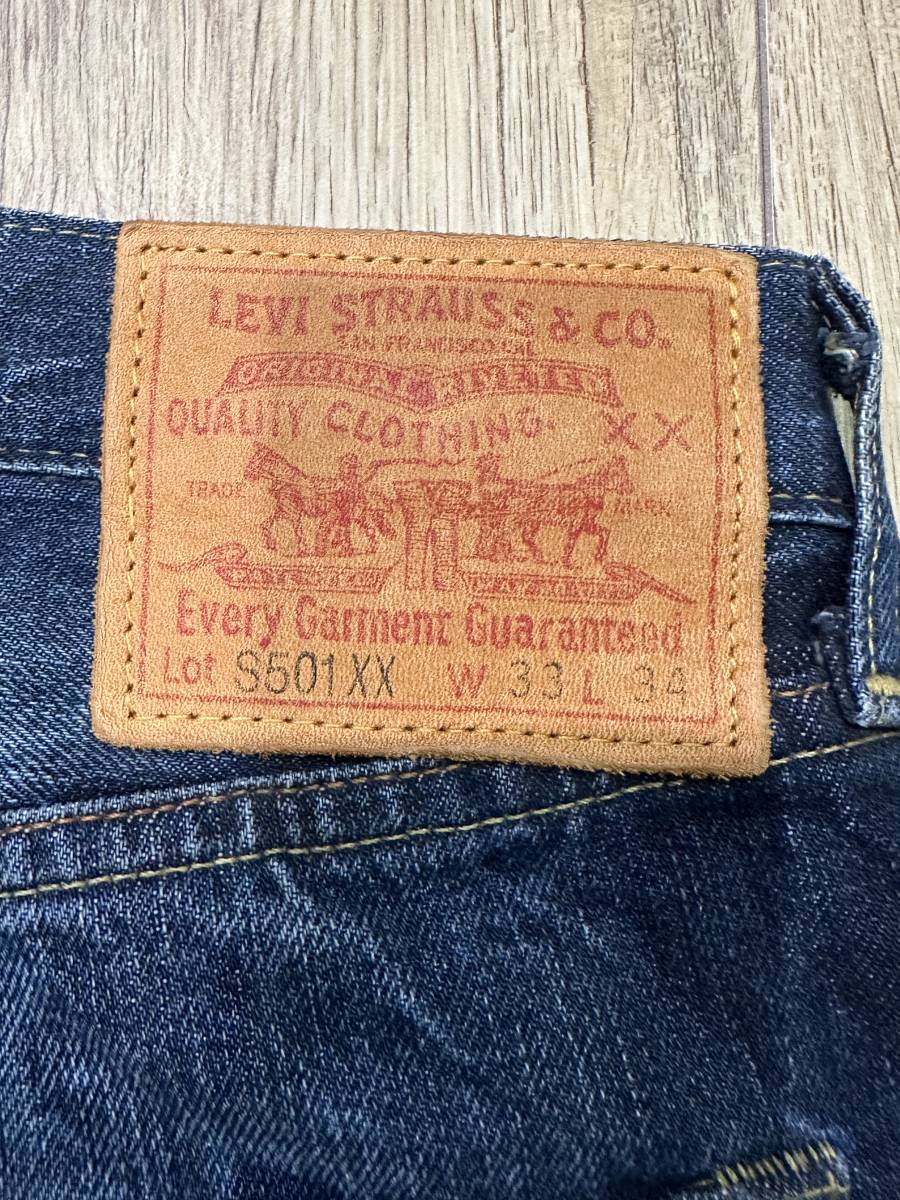 LEVI STRAUSS & CO.
SAN FRANCISCO CAL
ORIGINAL RIVETED
QUALITY CLOTHING. XX
TRADE MARK
Every Garment Guaranteed
Lot S501XX W 33 L 34